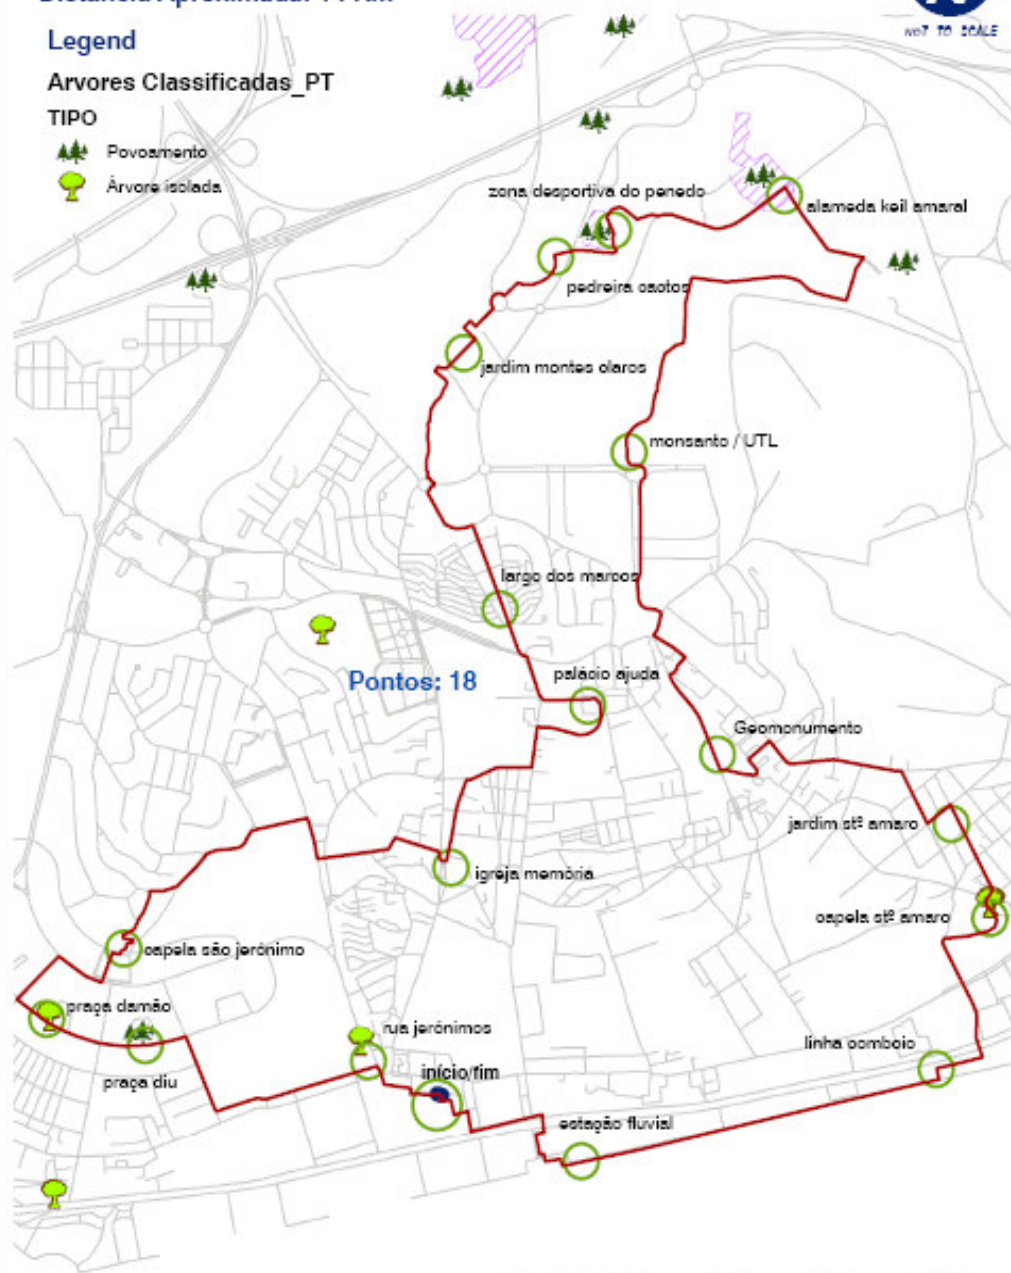 Legend
NOT TO SCALE
Arvores Classificadas_PT
TIPO
Povoamento
Árvore isolada
zona desportiva do penedo
alameda keil amaral
pedreira cactos
jardim montes claros
monsanto / UTL
largo dos marcos
palácio ajuda
Pontos: 18
Geomonumento
jardim stº amaro
igreja memória
capela stº amaro
capela são jerónimo
praça damão
rua jerónimos
linha comboio
praça diu
início/fim
estação fluvial